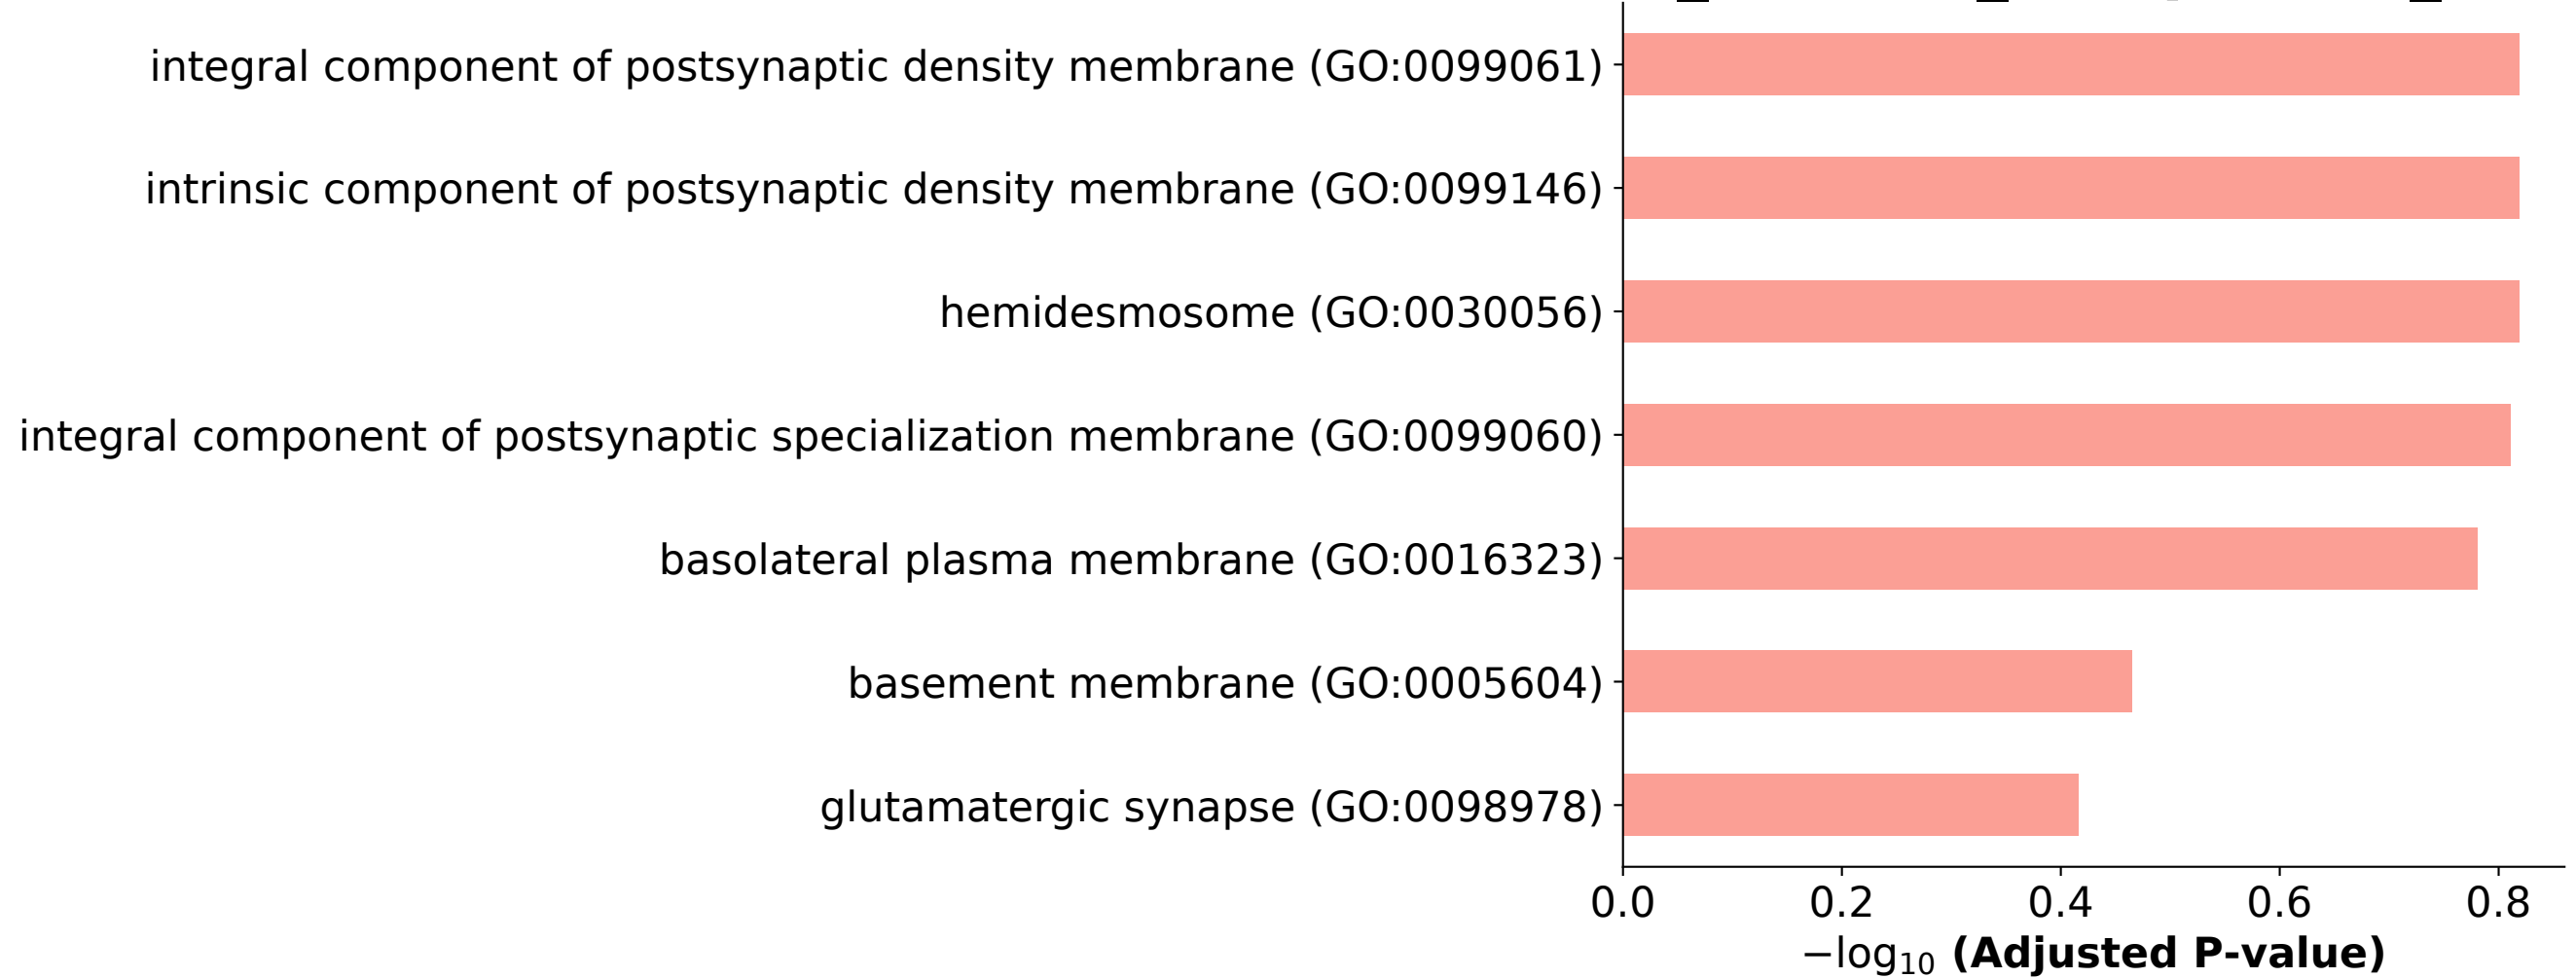 integral component of postsynaptic density membrane (GO:0099061)
intrinsic component of postsynaptic density membrane (GO:0099146)
hemidesmosome (GO:0030056)
integral component of postsynaptic specialization membrane (GO:0099060)
basolateral plasma membrane (GO:0016323)
basement membrane (GO:0005604)
glutamatergic synapse (GO:0098978)
0.0 0.2 0.4 0.6 0.8
−log₁₀ (Adjusted P-value)